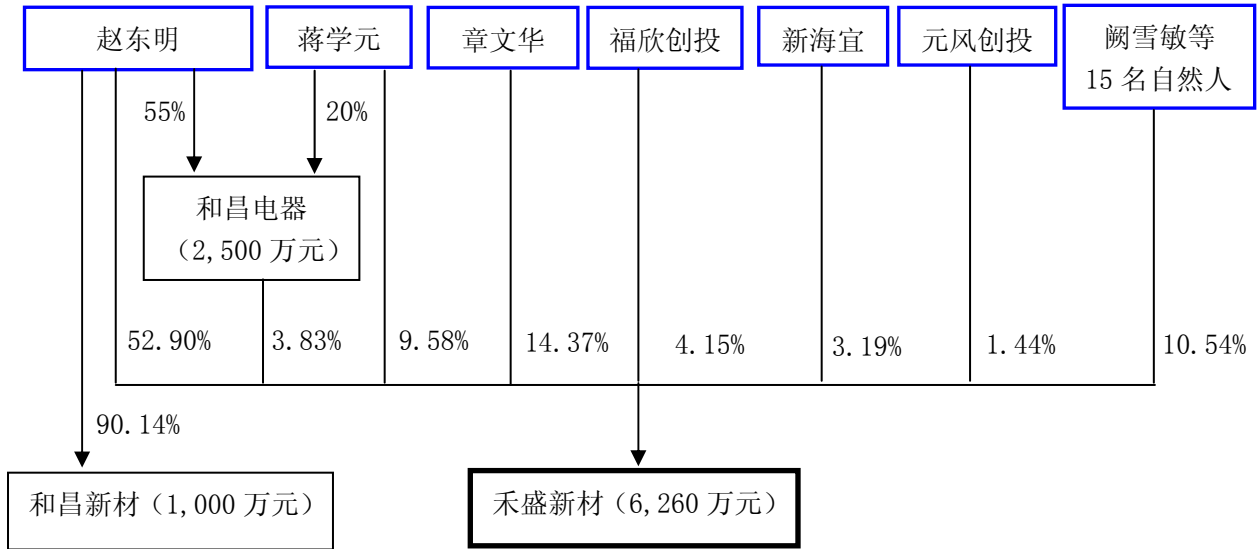 赵东明
蒋学元
章文华
福欣创投
新海宜
元风创投
阙雪敏等
15 名自然人
55%
20%
和昌电器
（2,500 万元）
52.90%
3.83%
9.58%
14.37%
4.15%
3.19%
1.44%
10.54%
90.14%
和昌新材（1,000 万元）
禾盛新材（6,260 万元）